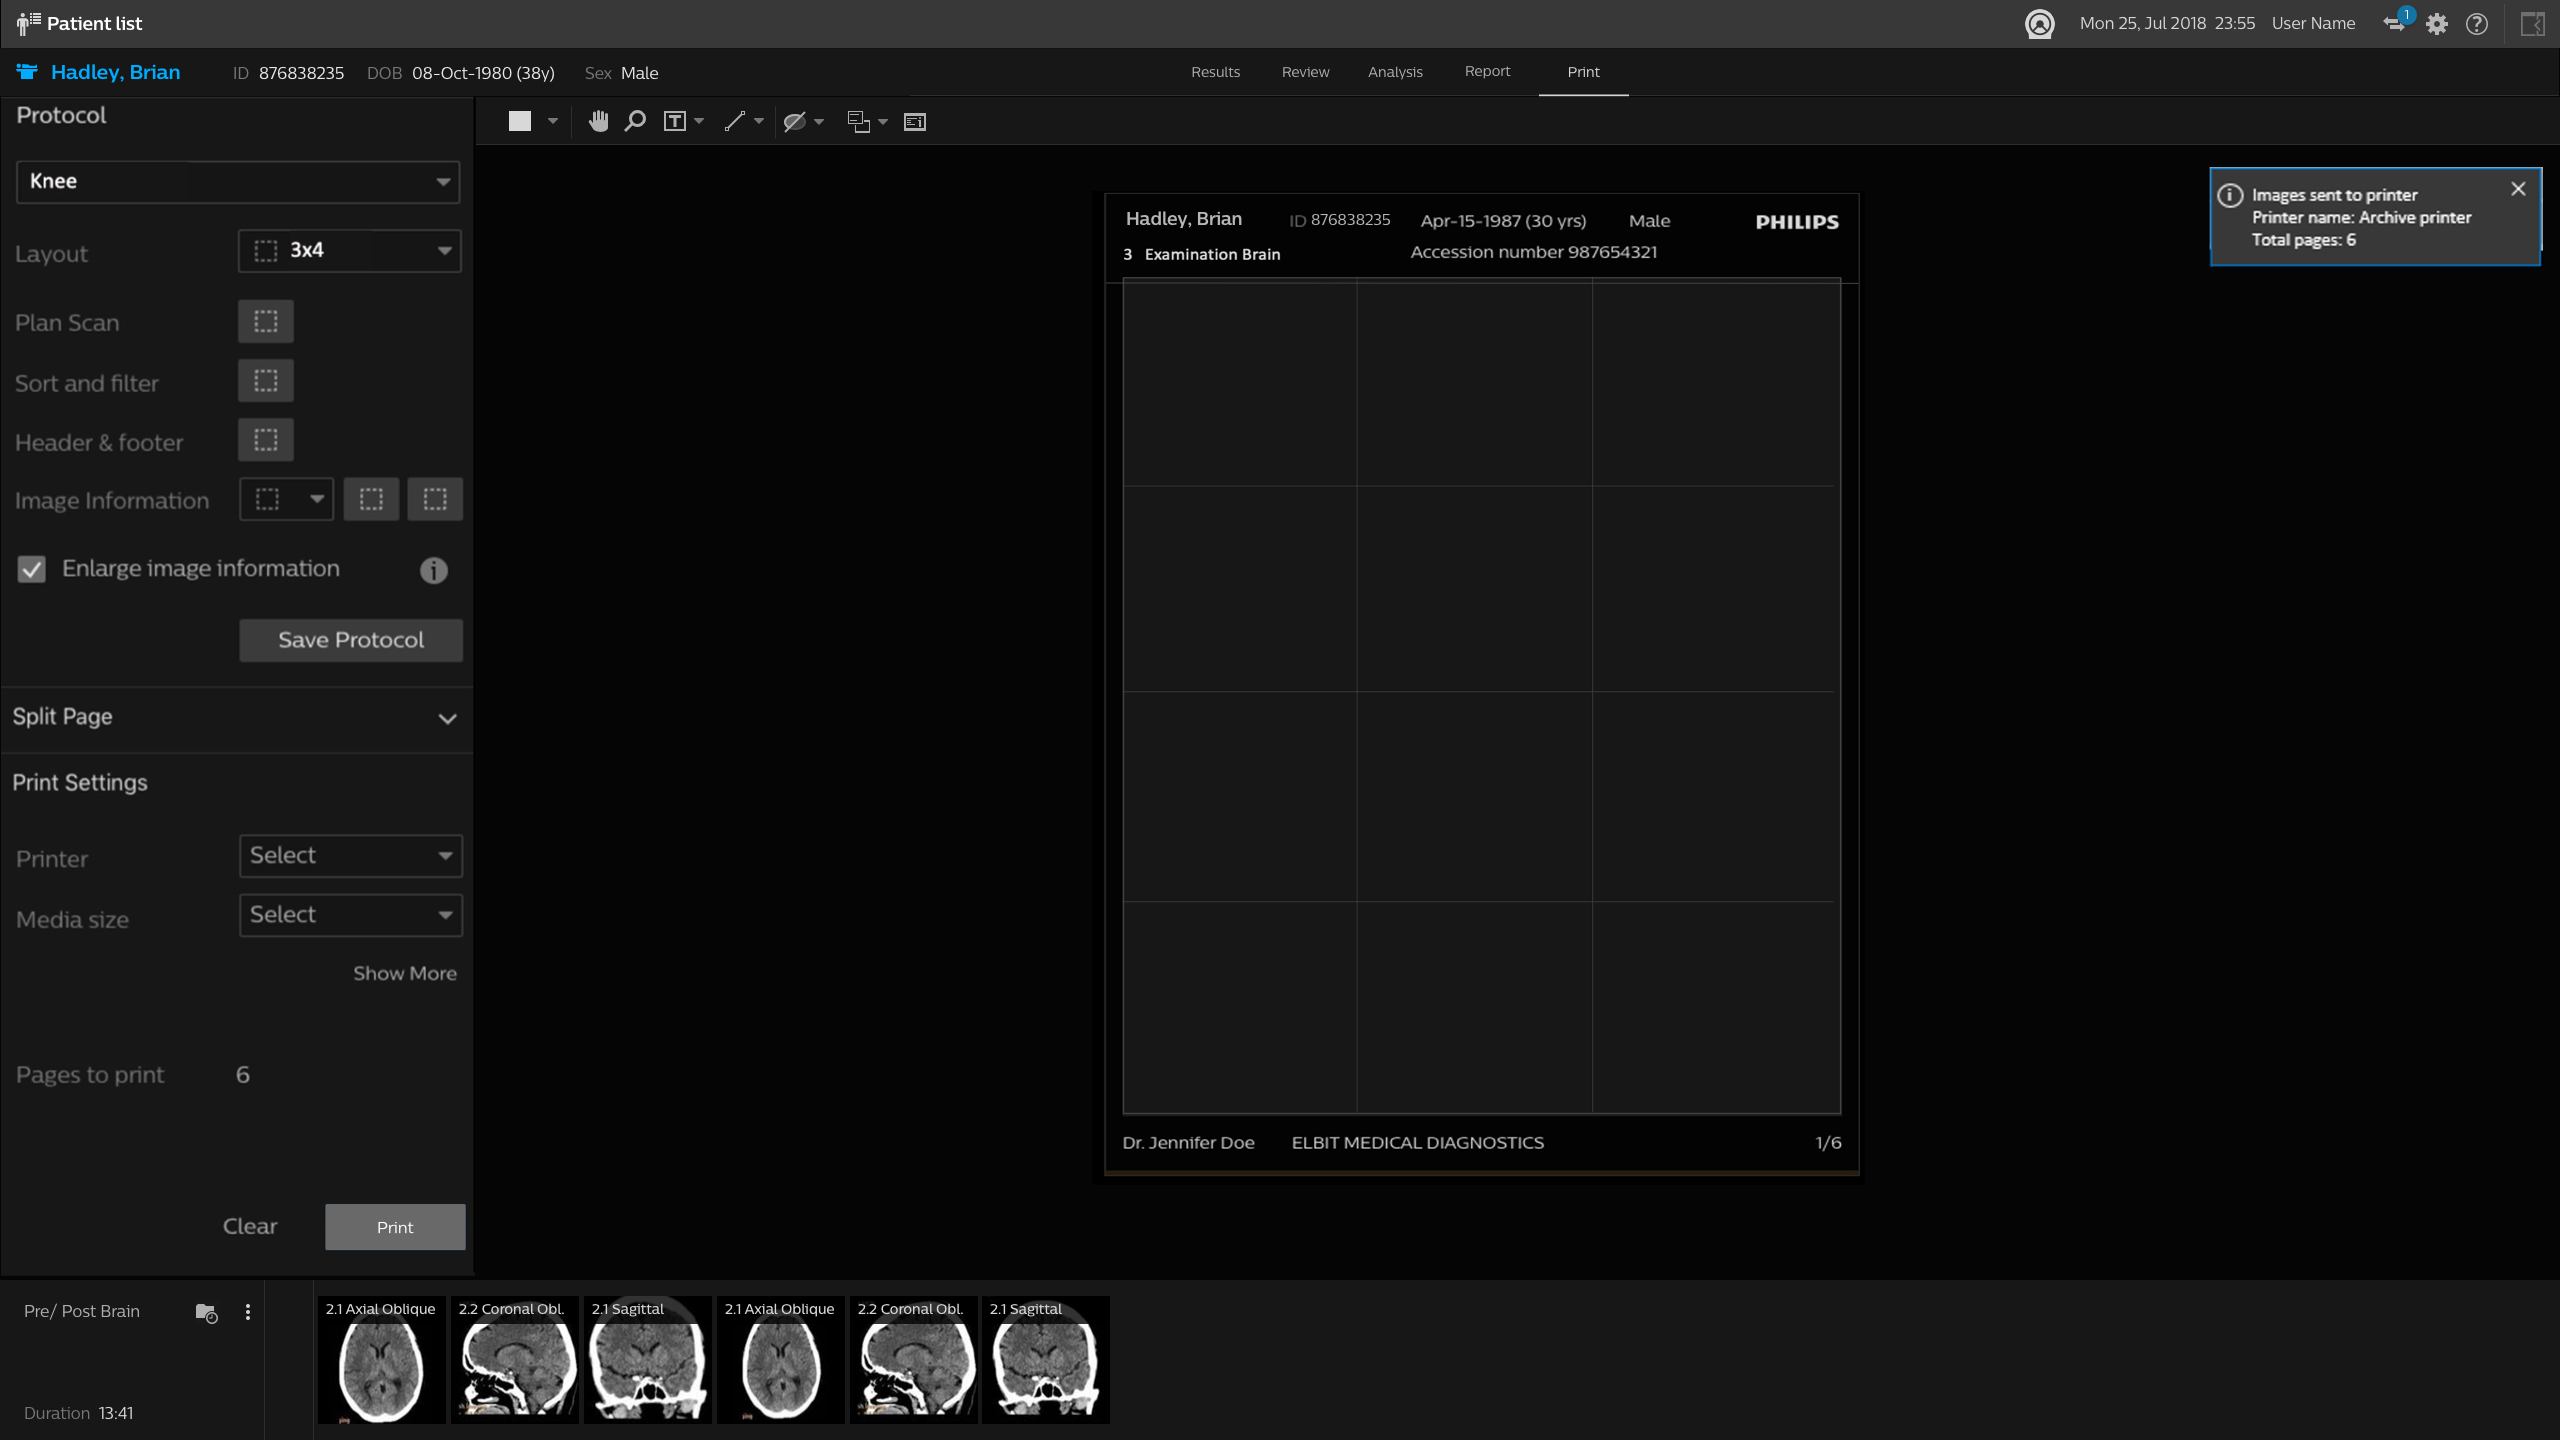 Patient list
Mon 25, Jul 2018 23:55 User Name 1
Hadley, Brian ID 876838235 DOB 08-Oct-1980 (38y) Sex Male
Results Review Analysis Report Print
Protocol
Knee
Layout 3x4
Plan Scan
Sort and filter
Header & footer
Image Information
Enlarge image information
Save Protocol
Split Page
Print Settings
Printer Select
Media size Select
Show More
Pages to print 6
Clear Print
Hadley, Brian ID 876838235 Apr-15-1987 (30 yrs) Male PHILIPS
3 Examination Brain Accession number 987654321
Dr. Jennifer Doe ELBIT MEDICAL DIAGNOSTICS 1/6
Images sent to printer
Printer name: Archive printer
Total pages: 6
Pre/ Post Brain
Duration 13:41
2.1 Axial Oblique
2.2 Coronal Obl.
2.1 Sagittal
2.1 Axial Oblique
2.2 Coronal Obl.
2.1 Sagittal